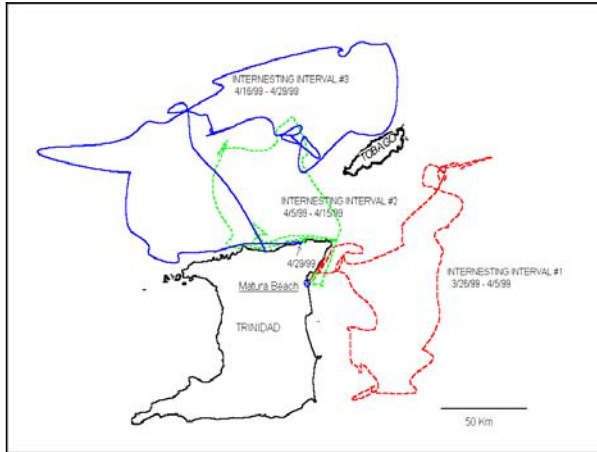 INTERNESTING INTERVAL #3
4/16/99 - 4/29/99
TOBAGO
INTERNESTING INTERVAL #2
4/5/99 - 4/15/99
4/29/99
INTERNESTING INTERVAL #1
3/26/99 - 4/5/99
Matura Beach
TRINIDAD
50 Km